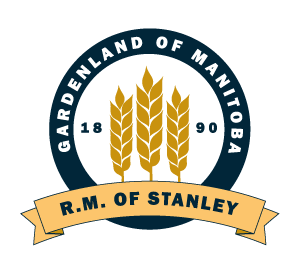 GARDENLAND OF MANITOBA
18 90
R.M. OF STANLEY